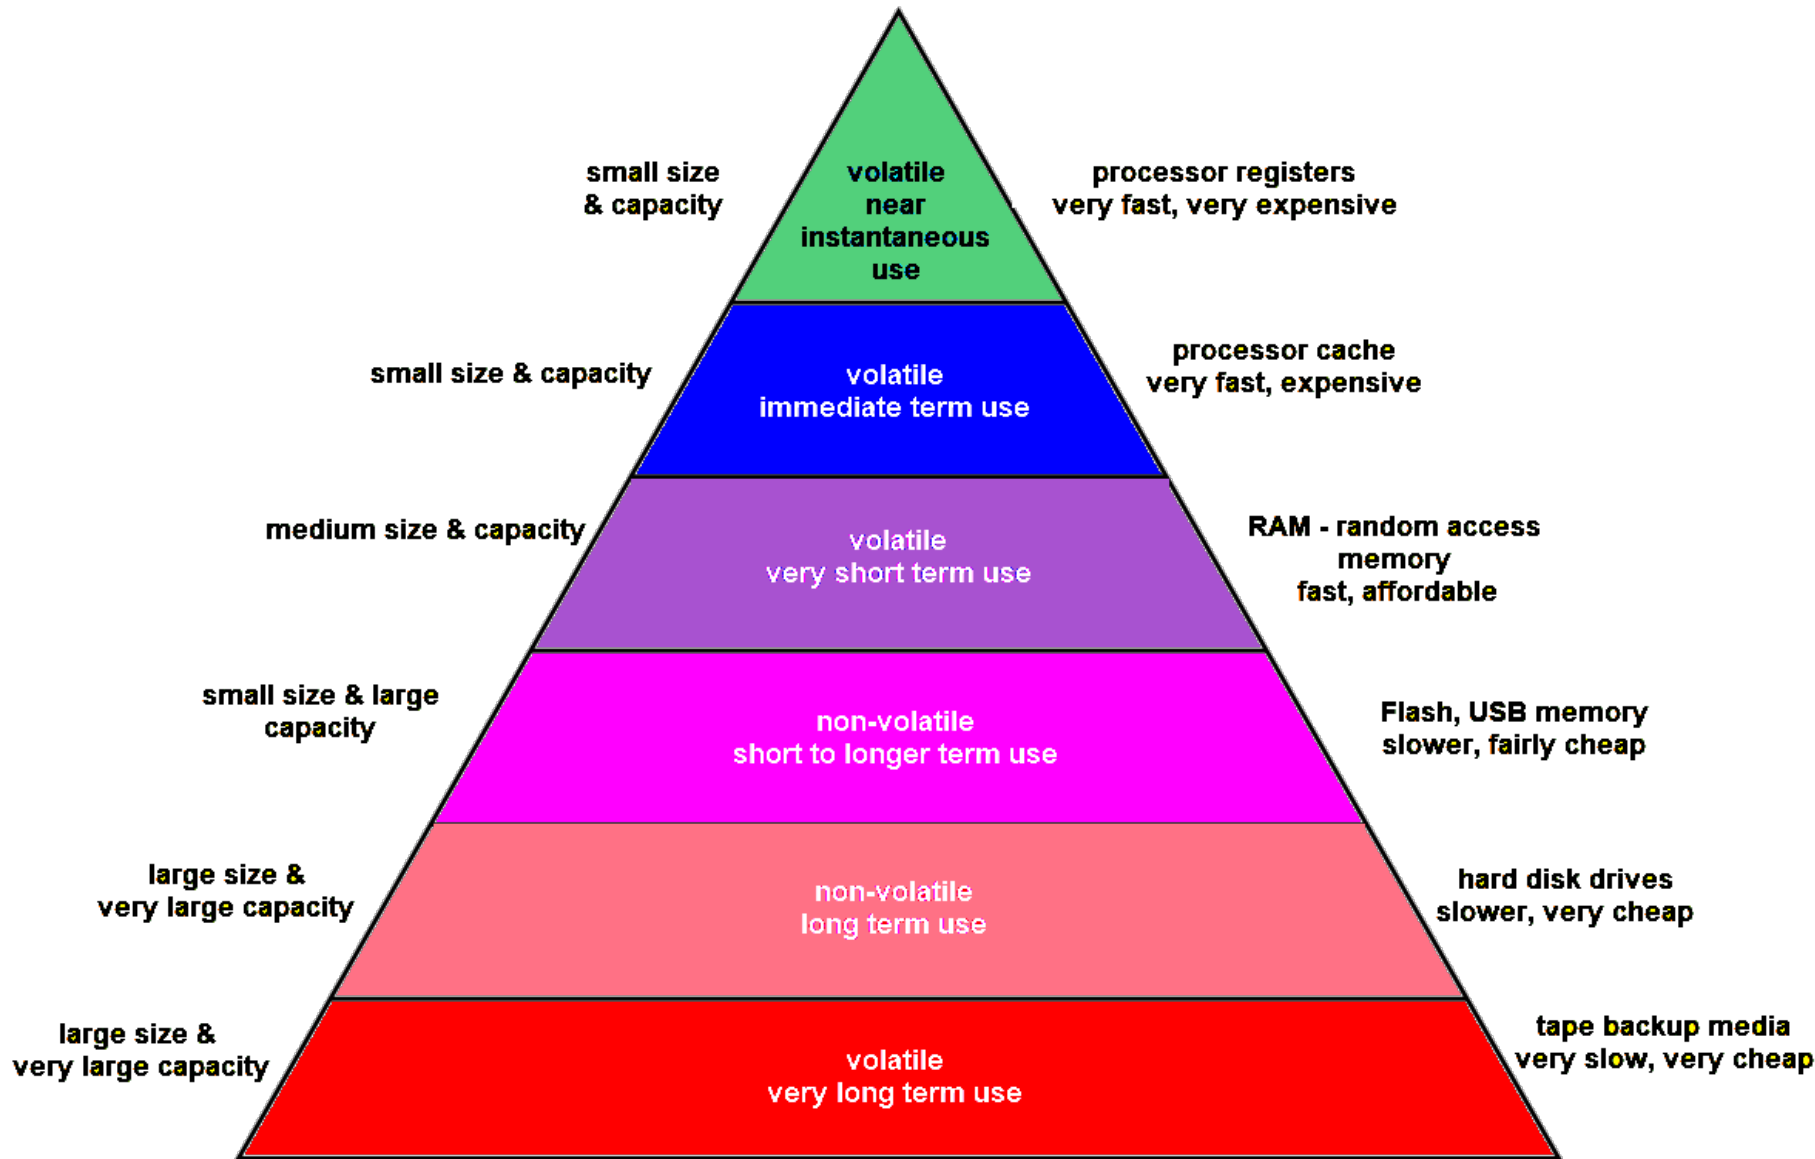 small size
& capacity
volatile
near
instantaneous
use
processor registers
very fast, very expensive
small size & capacity
volatile
immediate term use
processor cache
very fast, expensive
medium size & capacity
volatile
very short term use
RAM - random access
memory
fast, affordable
small size & large
capacity
non-volatile
short to longer term use
Flash, USB memory
slower, fairly cheap
large size &
very large capacity
non-volatile
long term use
hard disk drives
slower, very cheap
large size &
very large capacity
volatile
very long term use
tape backup media
very slow, very cheap